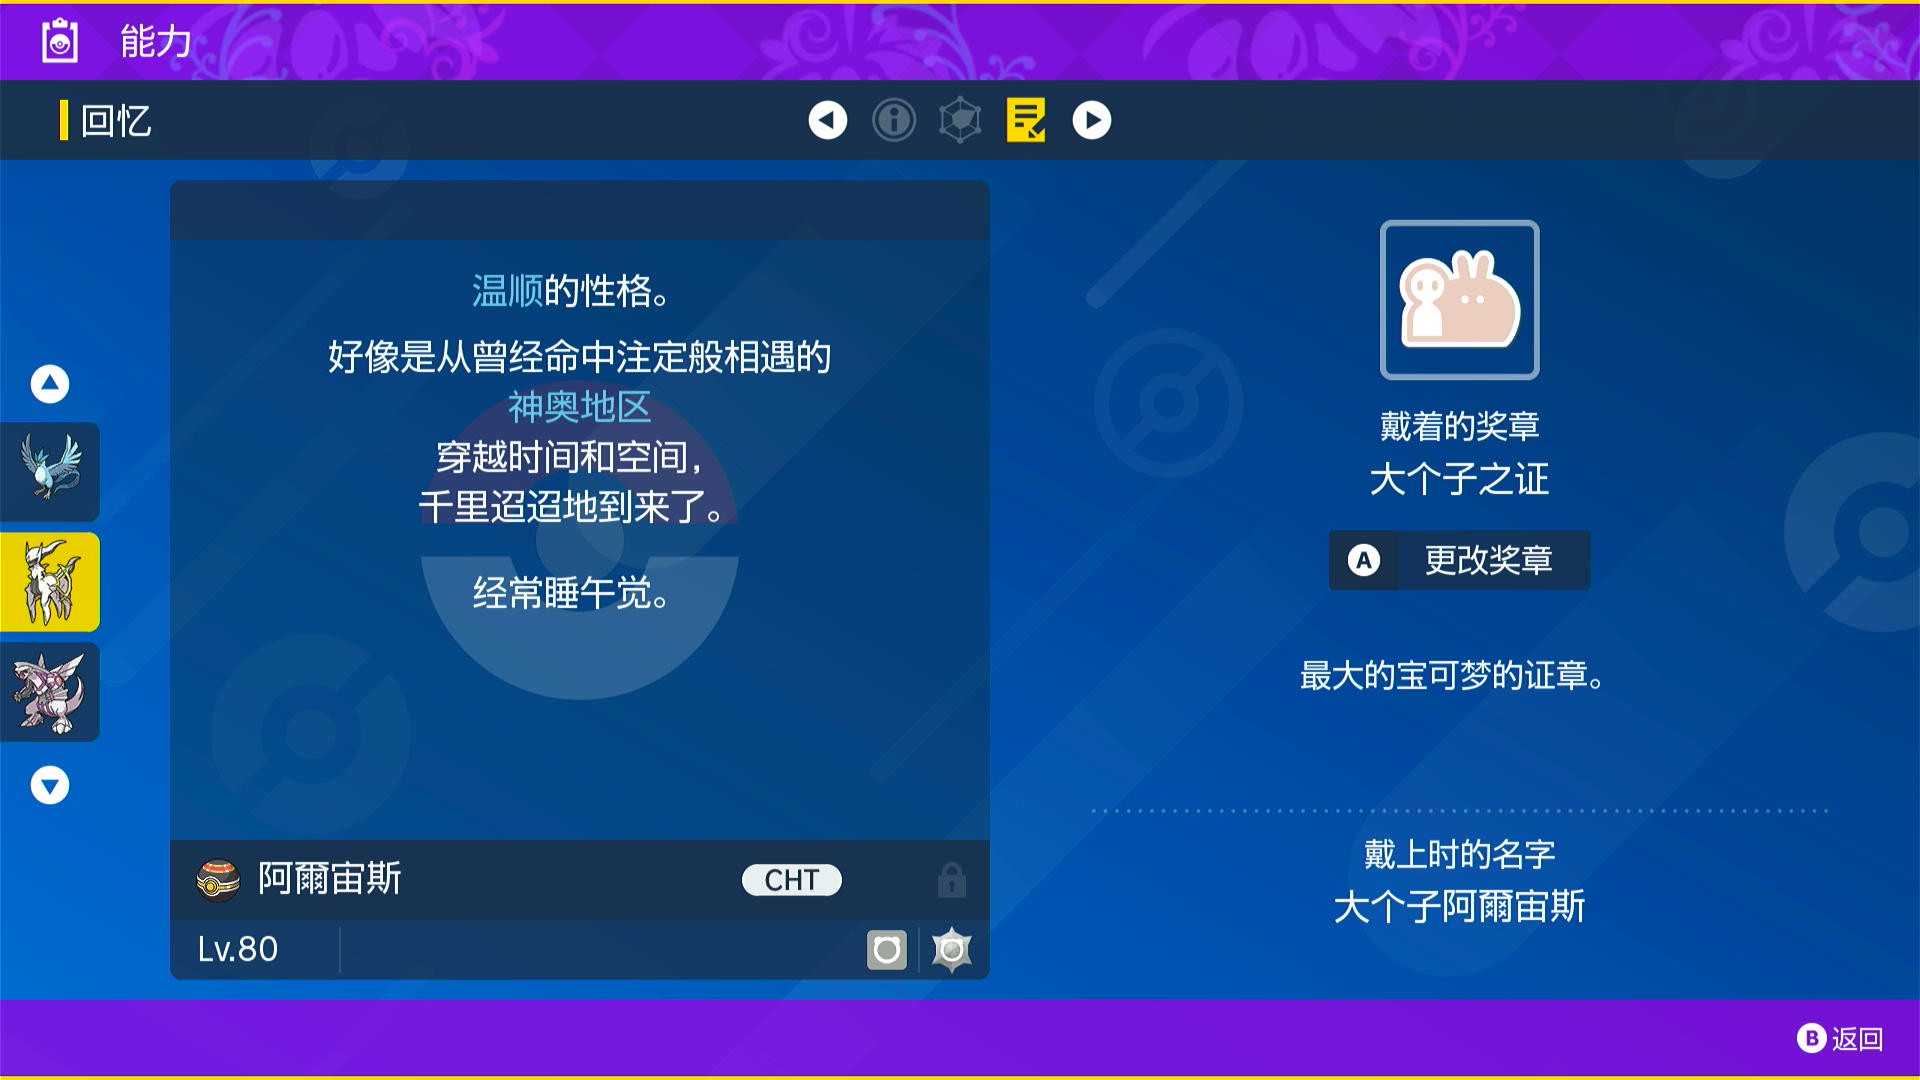 能力
回忆
温顺的性格。
好像是从曾经命中注定般相遇的
神奥地区
穿越时间和空间，
千里迢迢地到来了。
经常睡午觉。
阿爾宙斯
CHT
Lv.80
戴着的奖章
大个子之证
A 更改奖章
最大的宝可梦的证章。
戴上时的名字
大个子阿爾宙斯
B 返回